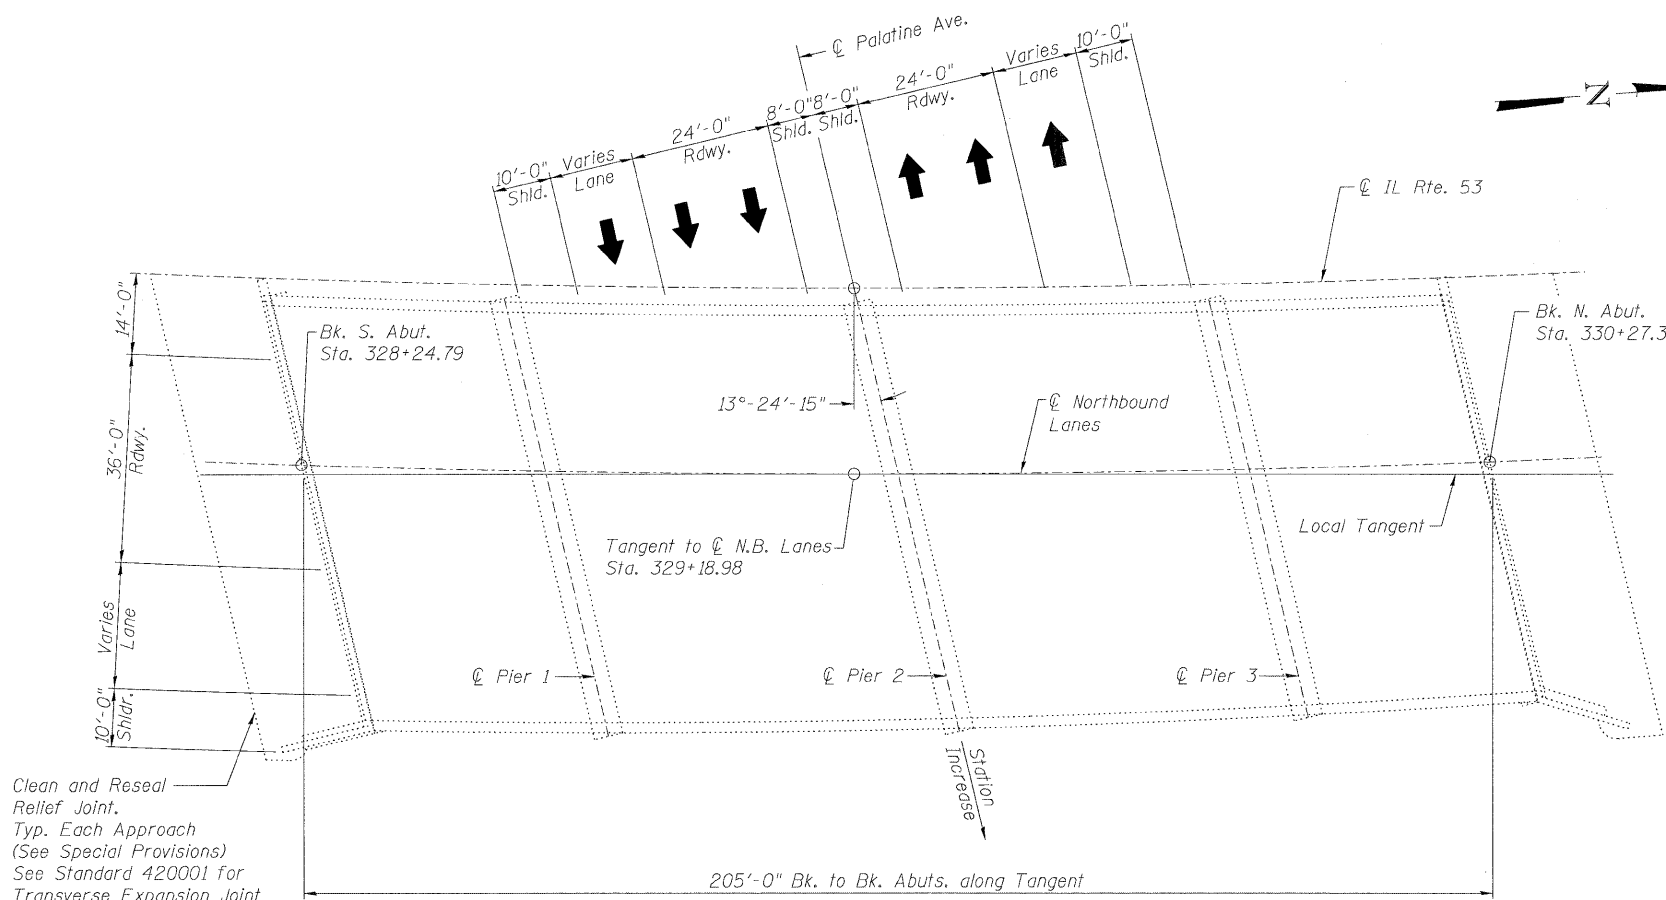 ℄ Palatine Ave.
10'-0"
Shld.
Varies
Lane
24'-0"
Rdwy.
8'-0" 8'-0"
Shld. Shld.
24'-0"
Rdwy.
Varies
Lane
10'-0"
Shld.
N
℄ IL Rte. 53
14'-0"
36'-0"
Rdwy.
Varies
Lane
10'-0"
Shldr.
Bk. S. Abut.
Sta. 328+24.79
Bk. N. Abut.
Sta. 330+27.3
13°-24'-15"
℄ Northbound
Lanes
Tangent to ℄ N.B. Lanes
Sta. 329+18.98
Local Tangent
℄ Pier 1
℄ Pier 2
℄ Pier 3
Station
Increase
Clean and Reseal
Relief Joint.
Typ. Each Approach
(See Special Provisions)
See Standard 420001 for
Transverse Expansion Joint
205'-0" Bk. to Bk. Abuts. along Tangent